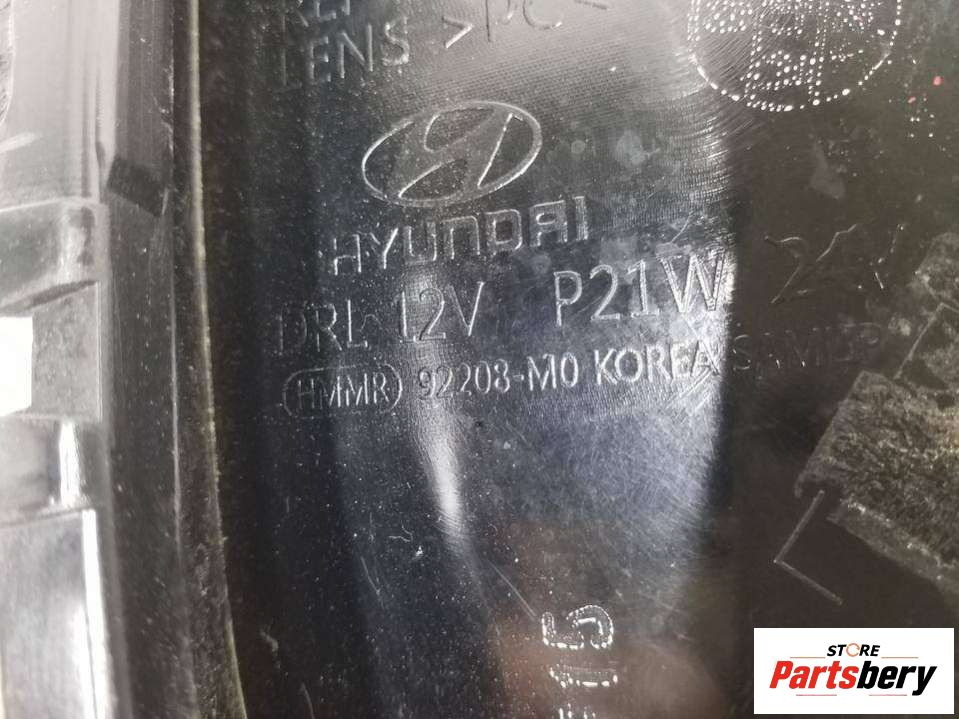 LENS >PC<
HYUNDAI
DRL 12V P21W
HMMR 92208-M0 KOREA
STORE
Partsbery